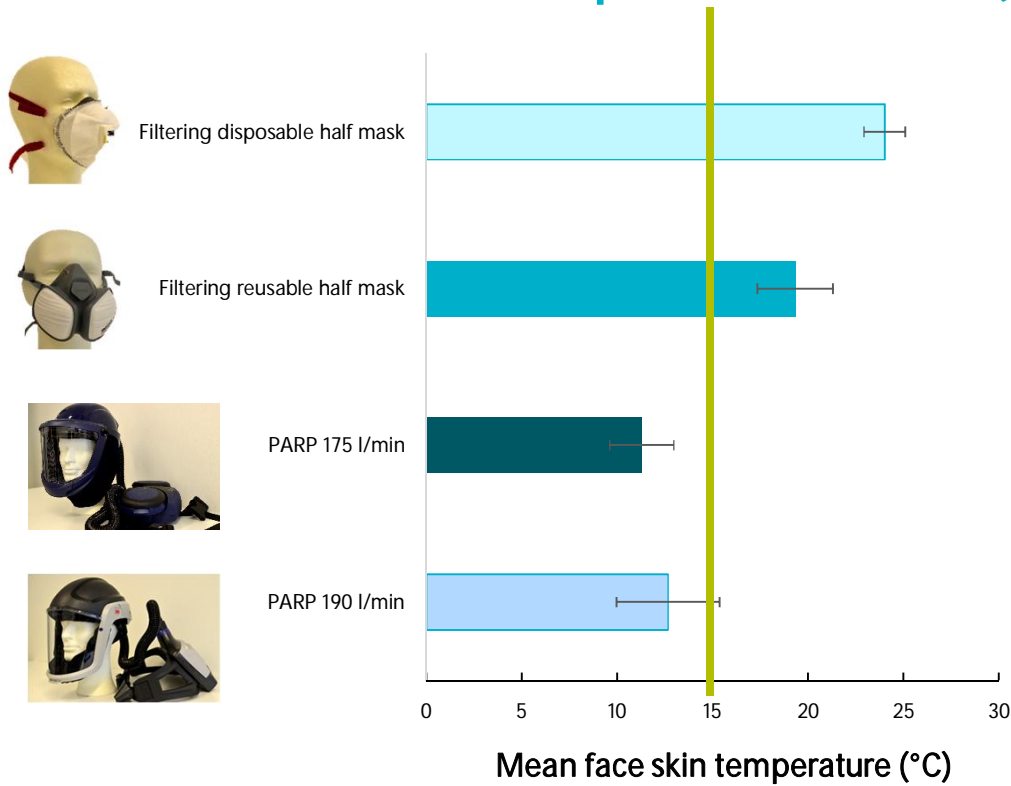 Filtering disposable half mask
Filtering reusable half mask
PARP 175 l/min
PARP 190 l/min
0 5 10 15 20 25 30
Mean face skin temperature (°C)